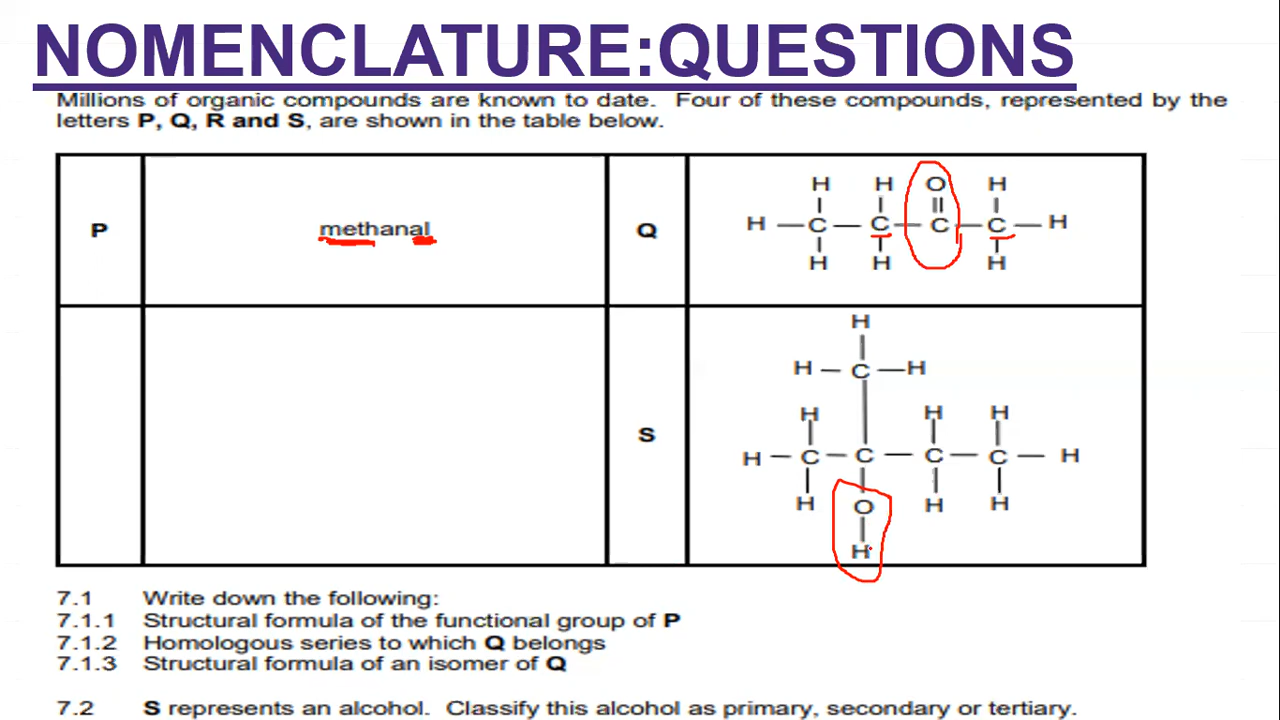 NOMENCLATURE:QUESTIONS
Millions of organic compounds are known to date. Four of these compounds, represented by the
letters P, Q, R and S, are shown in the table below.
P
methanal
Q
H H O H
H — C — C — C — C — H
H H H
S
H
H — C — H
H H H
H — C — C — C — C — H
H O H H
H
7.1 Write down the following:
7.1.1 Structural formula of the functional group of P
7.1.2 Homologous series to which Q belongs
7.1.3 Structural formula of an isomer of Q
7.2 S represents an alcohol. Classify this alcohol as primary, secondary or tertiary.